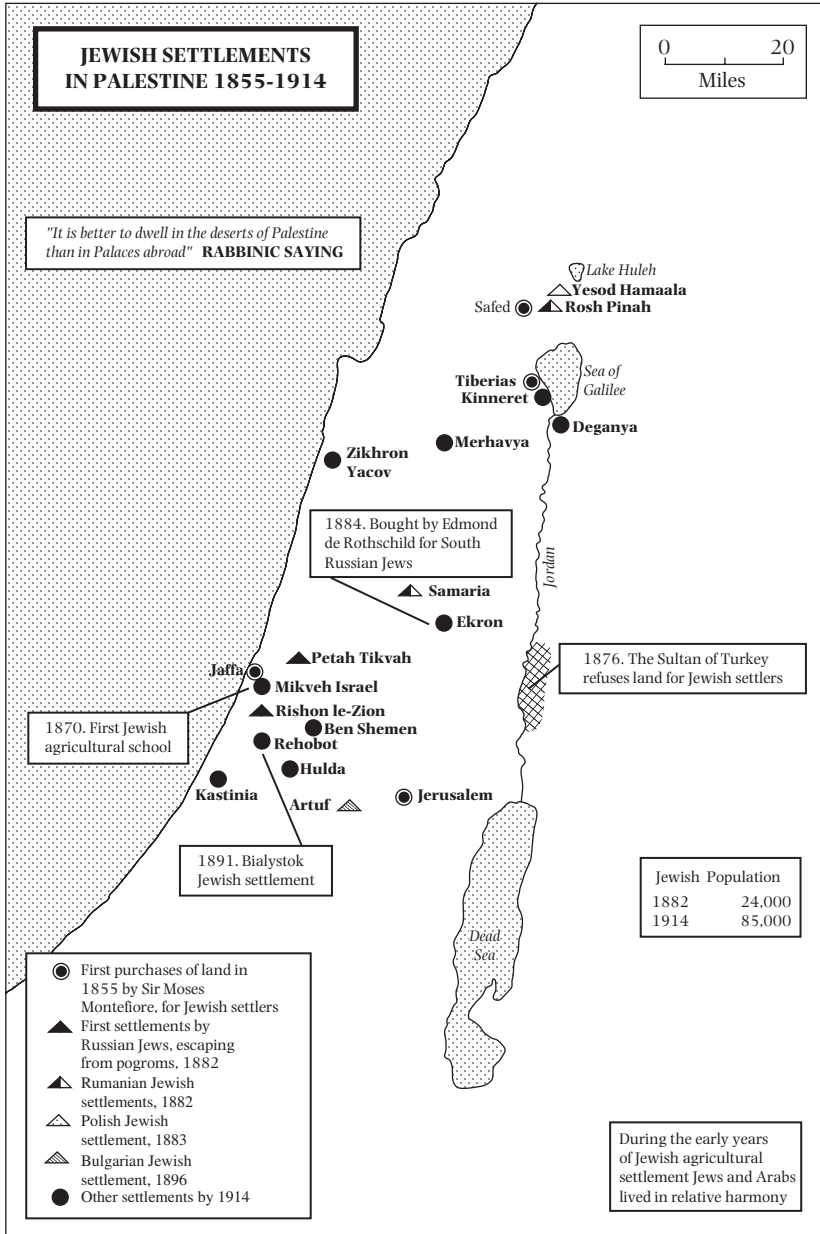 JEWISH SETTLEMENTS
IN PALESTINE 1855-1914
0 20
Miles
"It is better to dwell in the deserts of Palestine
than in Palaces abroad" RABBINIC SAYING
Lake Huleh
Yesod Hamaala
Safed
Rosh Pinah
Sea of
Galilee
Tiberias
Kinneret
Deganya
Merhavya
Zikhron
Yacov
1884. Bought by Edmond
de Rothschild for South
Russian Jews
Jordan
Samaria
Ekron
Petah Tikvah
1876. The Sultan of Turkey
refuses land for Jewish settlers
Jaffa
Mikveh Israel
Rishon le-Zion
1870. First Jewish
agricultural school
Ben Shemen
Rehobot
Hulda
Kastinia
Artuf
Jerusalem
1891. Bialystok
Jewish settlement
Jewish Population
1882 24,000
1914 85,000
Dead
Sea
First purchases of land in
1855 by Sir Moses
Montefiore, for Jewish settlers
First settlements by
Russian Jews, escaping
from pogroms, 1882
Rumanian Jewish
settlements, 1882
Polish Jewish
settlement, 1883
Bulgarian Jewish
settlement, 1896
Other settlements by 1914
During the early years
of Jewish agricultural
settlement Jews and Arabs
lived in relative harmony